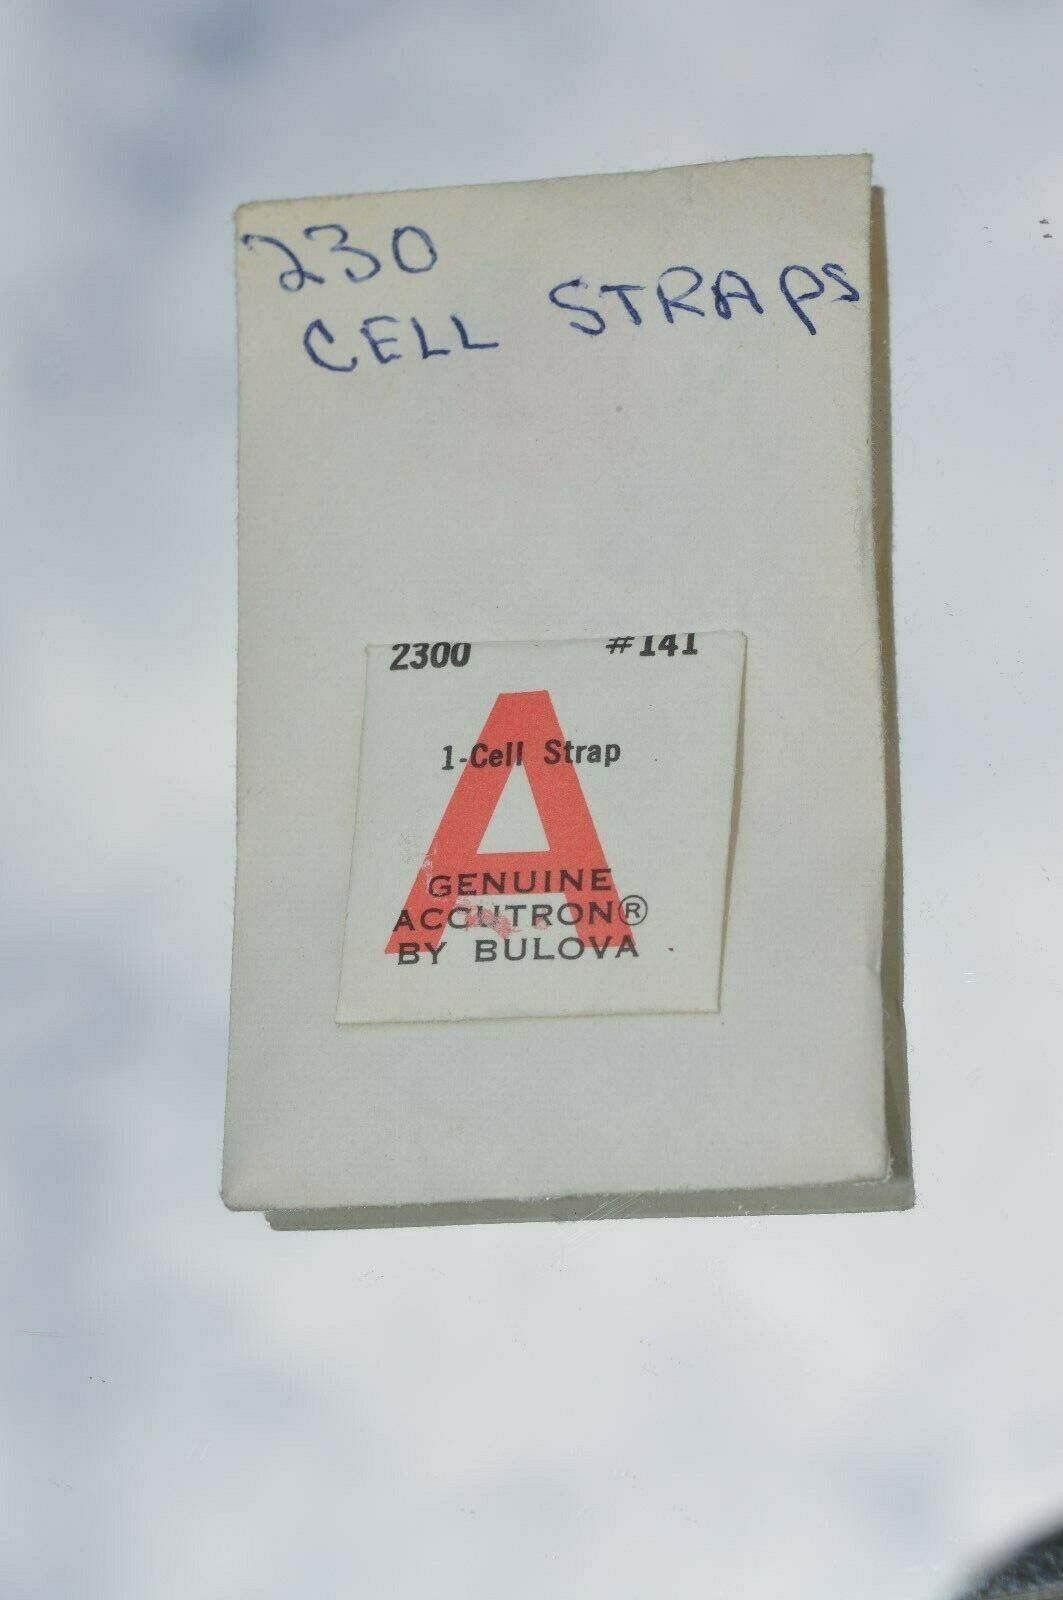 230
CELL STRAPS
2300 #141
1-Cell Strap
A
GENUINE
ACCUTRON®
BY BULOVA